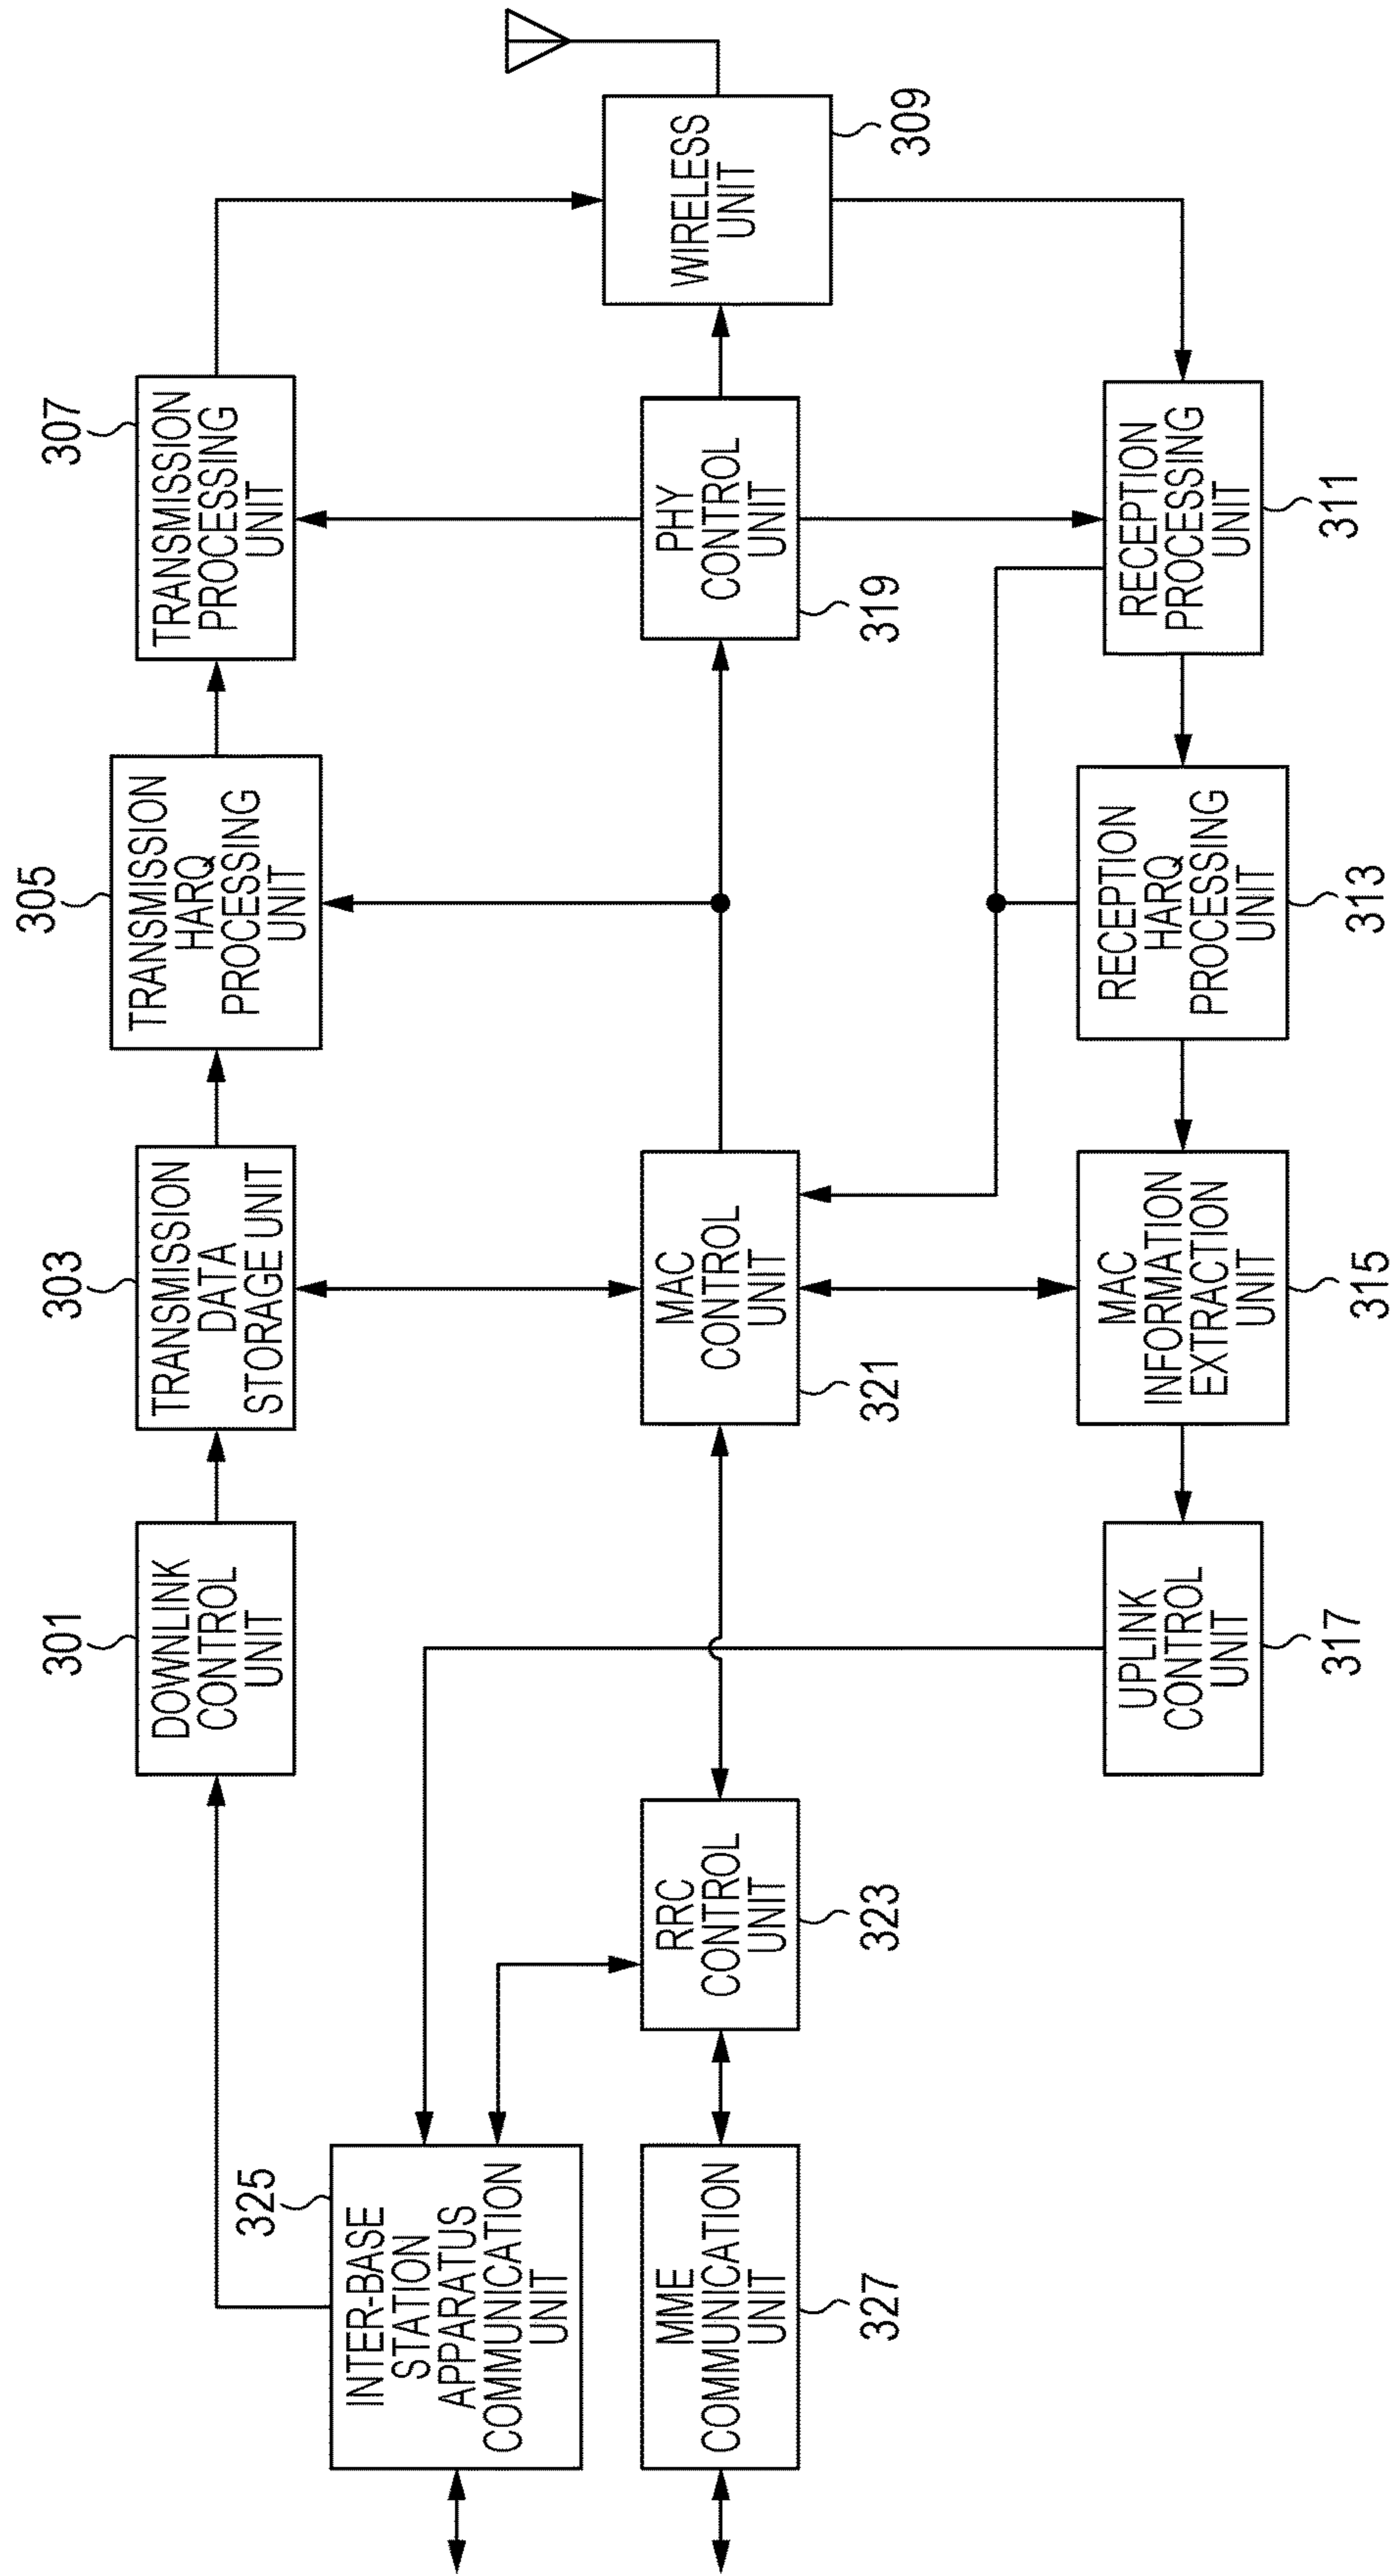 301
DOWNLINK
CONTROL
UNIT
303
TRANSMISSION
DATA
STORAGE UNIT
305
TRANSMISSION
HARQ
PROCESSING
UNIT
307
TRANSMISSION
PROCESSING
UNIT
325
INTER-BASE
STATION
APPARATUS
COMMUNICATION
UNIT
MME
COMMUNICATION
UNIT
327
RRC
CONTROL
UNIT
323
MAC
CONTROL
UNIT
321
PHY
CONTROL
UNIT
319
WIRELESS
UNIT
309
UPLINK
CONTROL
UNIT
317
MAC
INFORMATION
EXTRACTION
UNIT
315
RECEPTION
HARQ
PROCESSING
UNIT
313
RECEPTION
PROCESSING
UNIT
311